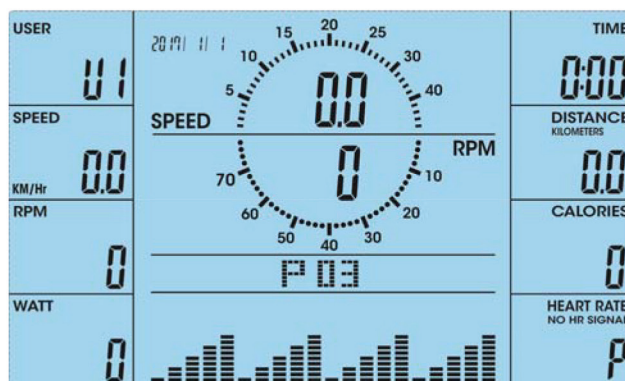 USER
U1
SPEED
KM/Hr 0.0
RPM
0
WATT
0
2017/ 1/ 1
5 10 15 20 25 30 40
SPEED 0.0
RPM
0
70 60 50 40 30 20 10
P 03
TIME
0:00
DISTANCE
KILOMETERS
0.0
CALORIES
0
HEART RATE
NO HR SIGNAL
P